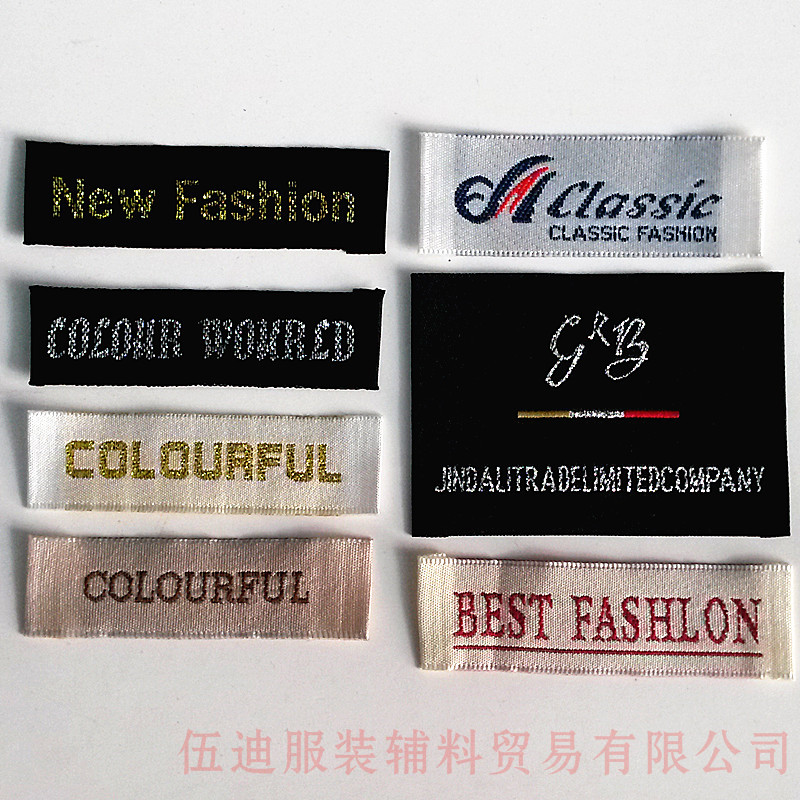 New Fashion
COLOUR WOURLD
COLOURFUL
COLOURFUL
Classic
CLASSIC FASHION
GRB
JINDALITRADELIMITEDCOMPANY
BEST FASHLON
伍迪服装辅料贸易有限公司